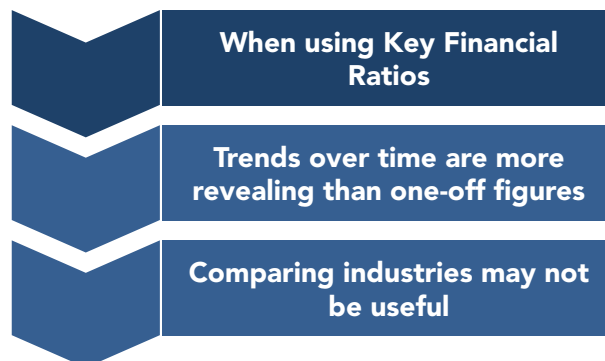 When using Key Financial
Ratios
Trends over time are more
revealing than one-off figures
Comparing industries may not
be useful